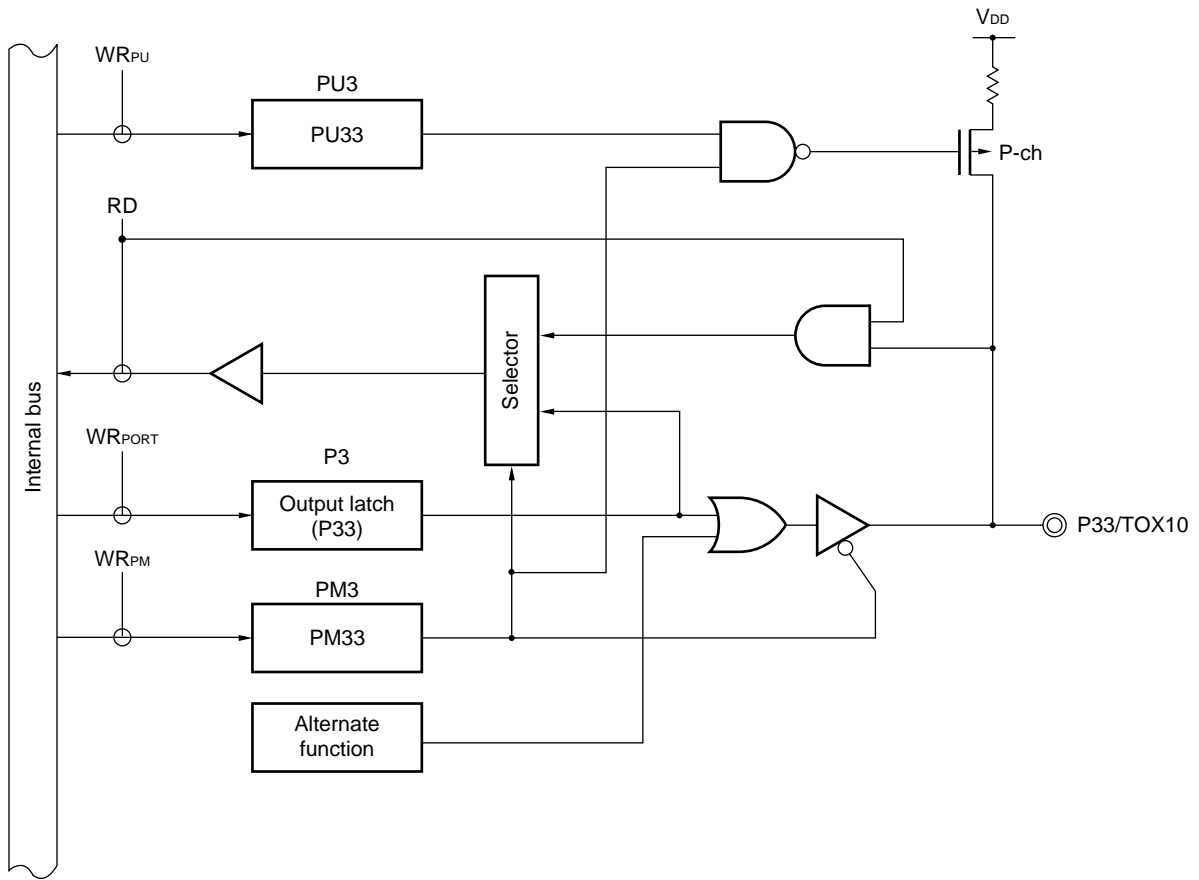 VDD
WRPU
PU3
PU33
P-ch
RD
Selector
Internal bus
WRPORT
P3
Output latch
(P33)
P33/TOX10
WRPM
PM3
PM33
Alternate
function